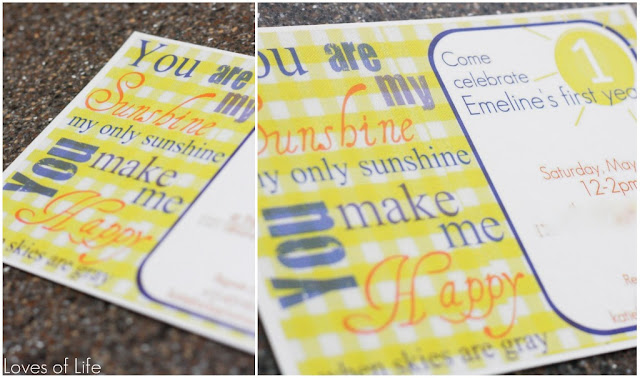 You are
my
Sunshine
my only sunshine
You make
me
Happy
when skies are gray
Loves of Life
You are
my
Sunshine
my only sunshine
You make
me
Happy
when skies are gray
Come
celebrate
Emeline's first
1
Saturday,
12-2pm